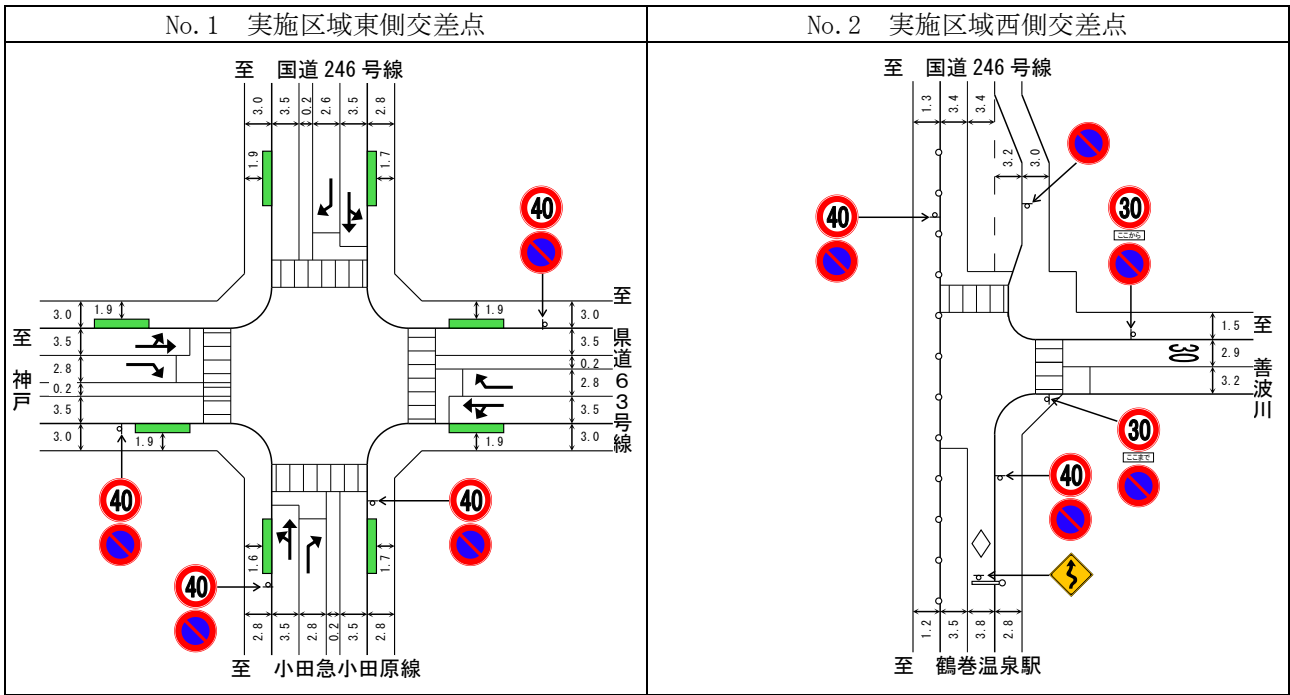 No.1 実施区域東側交差点
至 国道246号線
3.0 3.5 0.2 2.6 3.5 2.8
1.9 1.7
40
3.0 1.9 1.9 3.0
至 神戸
3.5 2.8 0.2 3.5 3.0
1.9
至 県道63号線
3.5 0.2 2.8 3.5 3.0
1.9
40
40
1.6 1.7
40
2.8 3.5 2.8 0.2 3.5 2.8
至 小田急小田原線
No.2 実施区域西側交差点
至 国道246号線
1.3 3.4 3.4
3.2 3.0
40
30
ここから
30
1.5 2.9 3.2
至 善波川
30
ここまで
40
1.2 3.5 3.8 2.8
至 鶴巻温泉駅